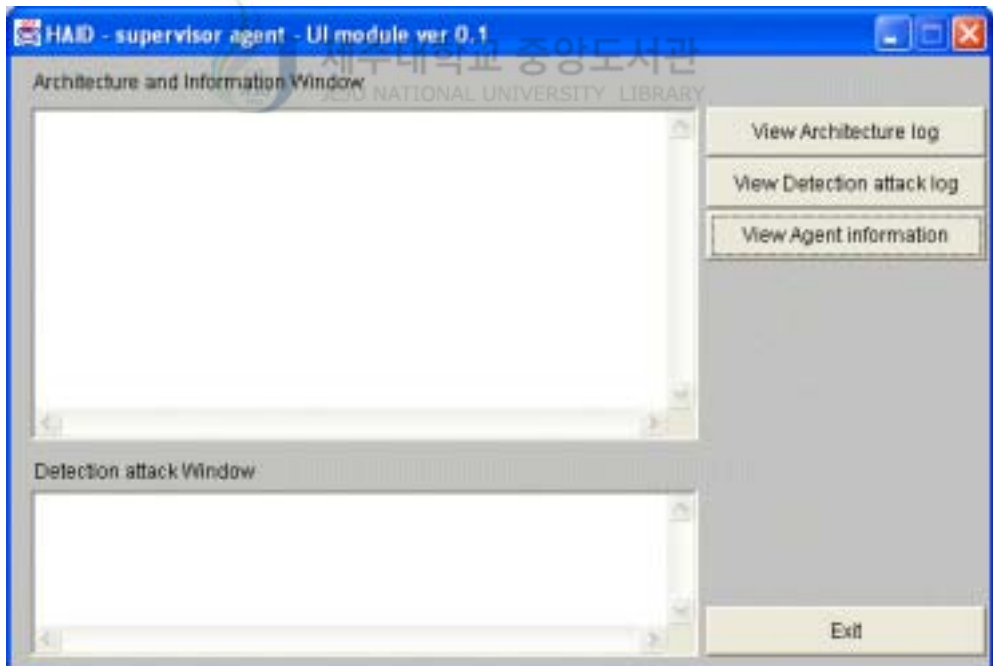 HAID - supervisor agent - UI module ver 0.1
제주대학교 중앙도서관
JEJU NATIONAL UNIVERSITY LIBRARY
Architecture and Information Window
View Architecture log
View Detection attack log
View Agent information
Detection attack Window
Exit